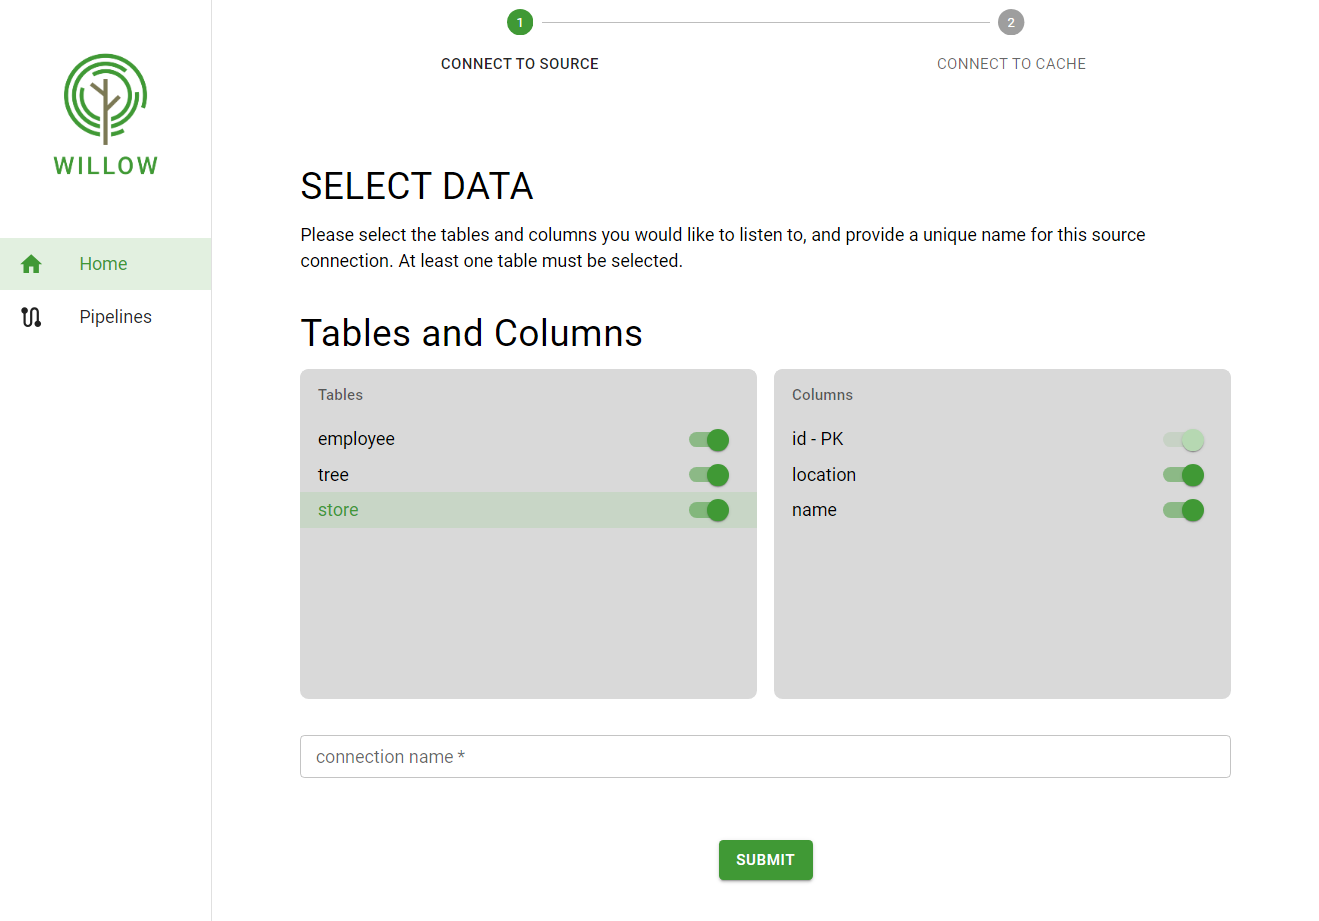 WILLOW
Home
Pipelines
1
2
CONNECT TO SOURCE
CONNECT TO CACHE
SELECT DATA
Please select the tables and columns you would like to listen to, and provide a unique name for this source
connection. At least one table must be selected.
Tables and Columns
Tables
employee
tree
store
Columns
id - PK
location
name
connection name *
SUBMIT